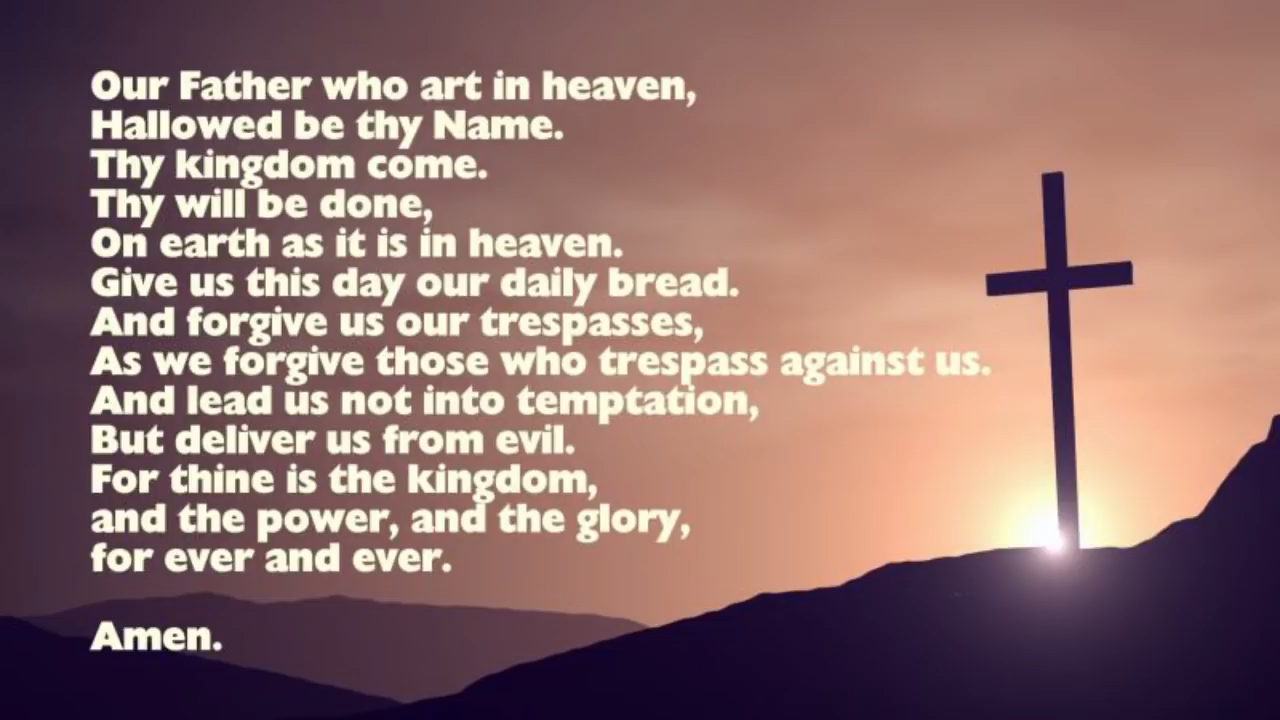 Our Father who art in heaven,
Hallowed be thy Name.
Thy kingdom come.
Thy will be done,
On earth as it is in heaven.
Give us this day our daily bread.
And forgive us our trespasses,
As we forgive those who trespass against us.
And lead us not into temptation,
But deliver us from evil.
For thine is the kingdom,
and the power, and the glory,
for ever and ever.
Amen.